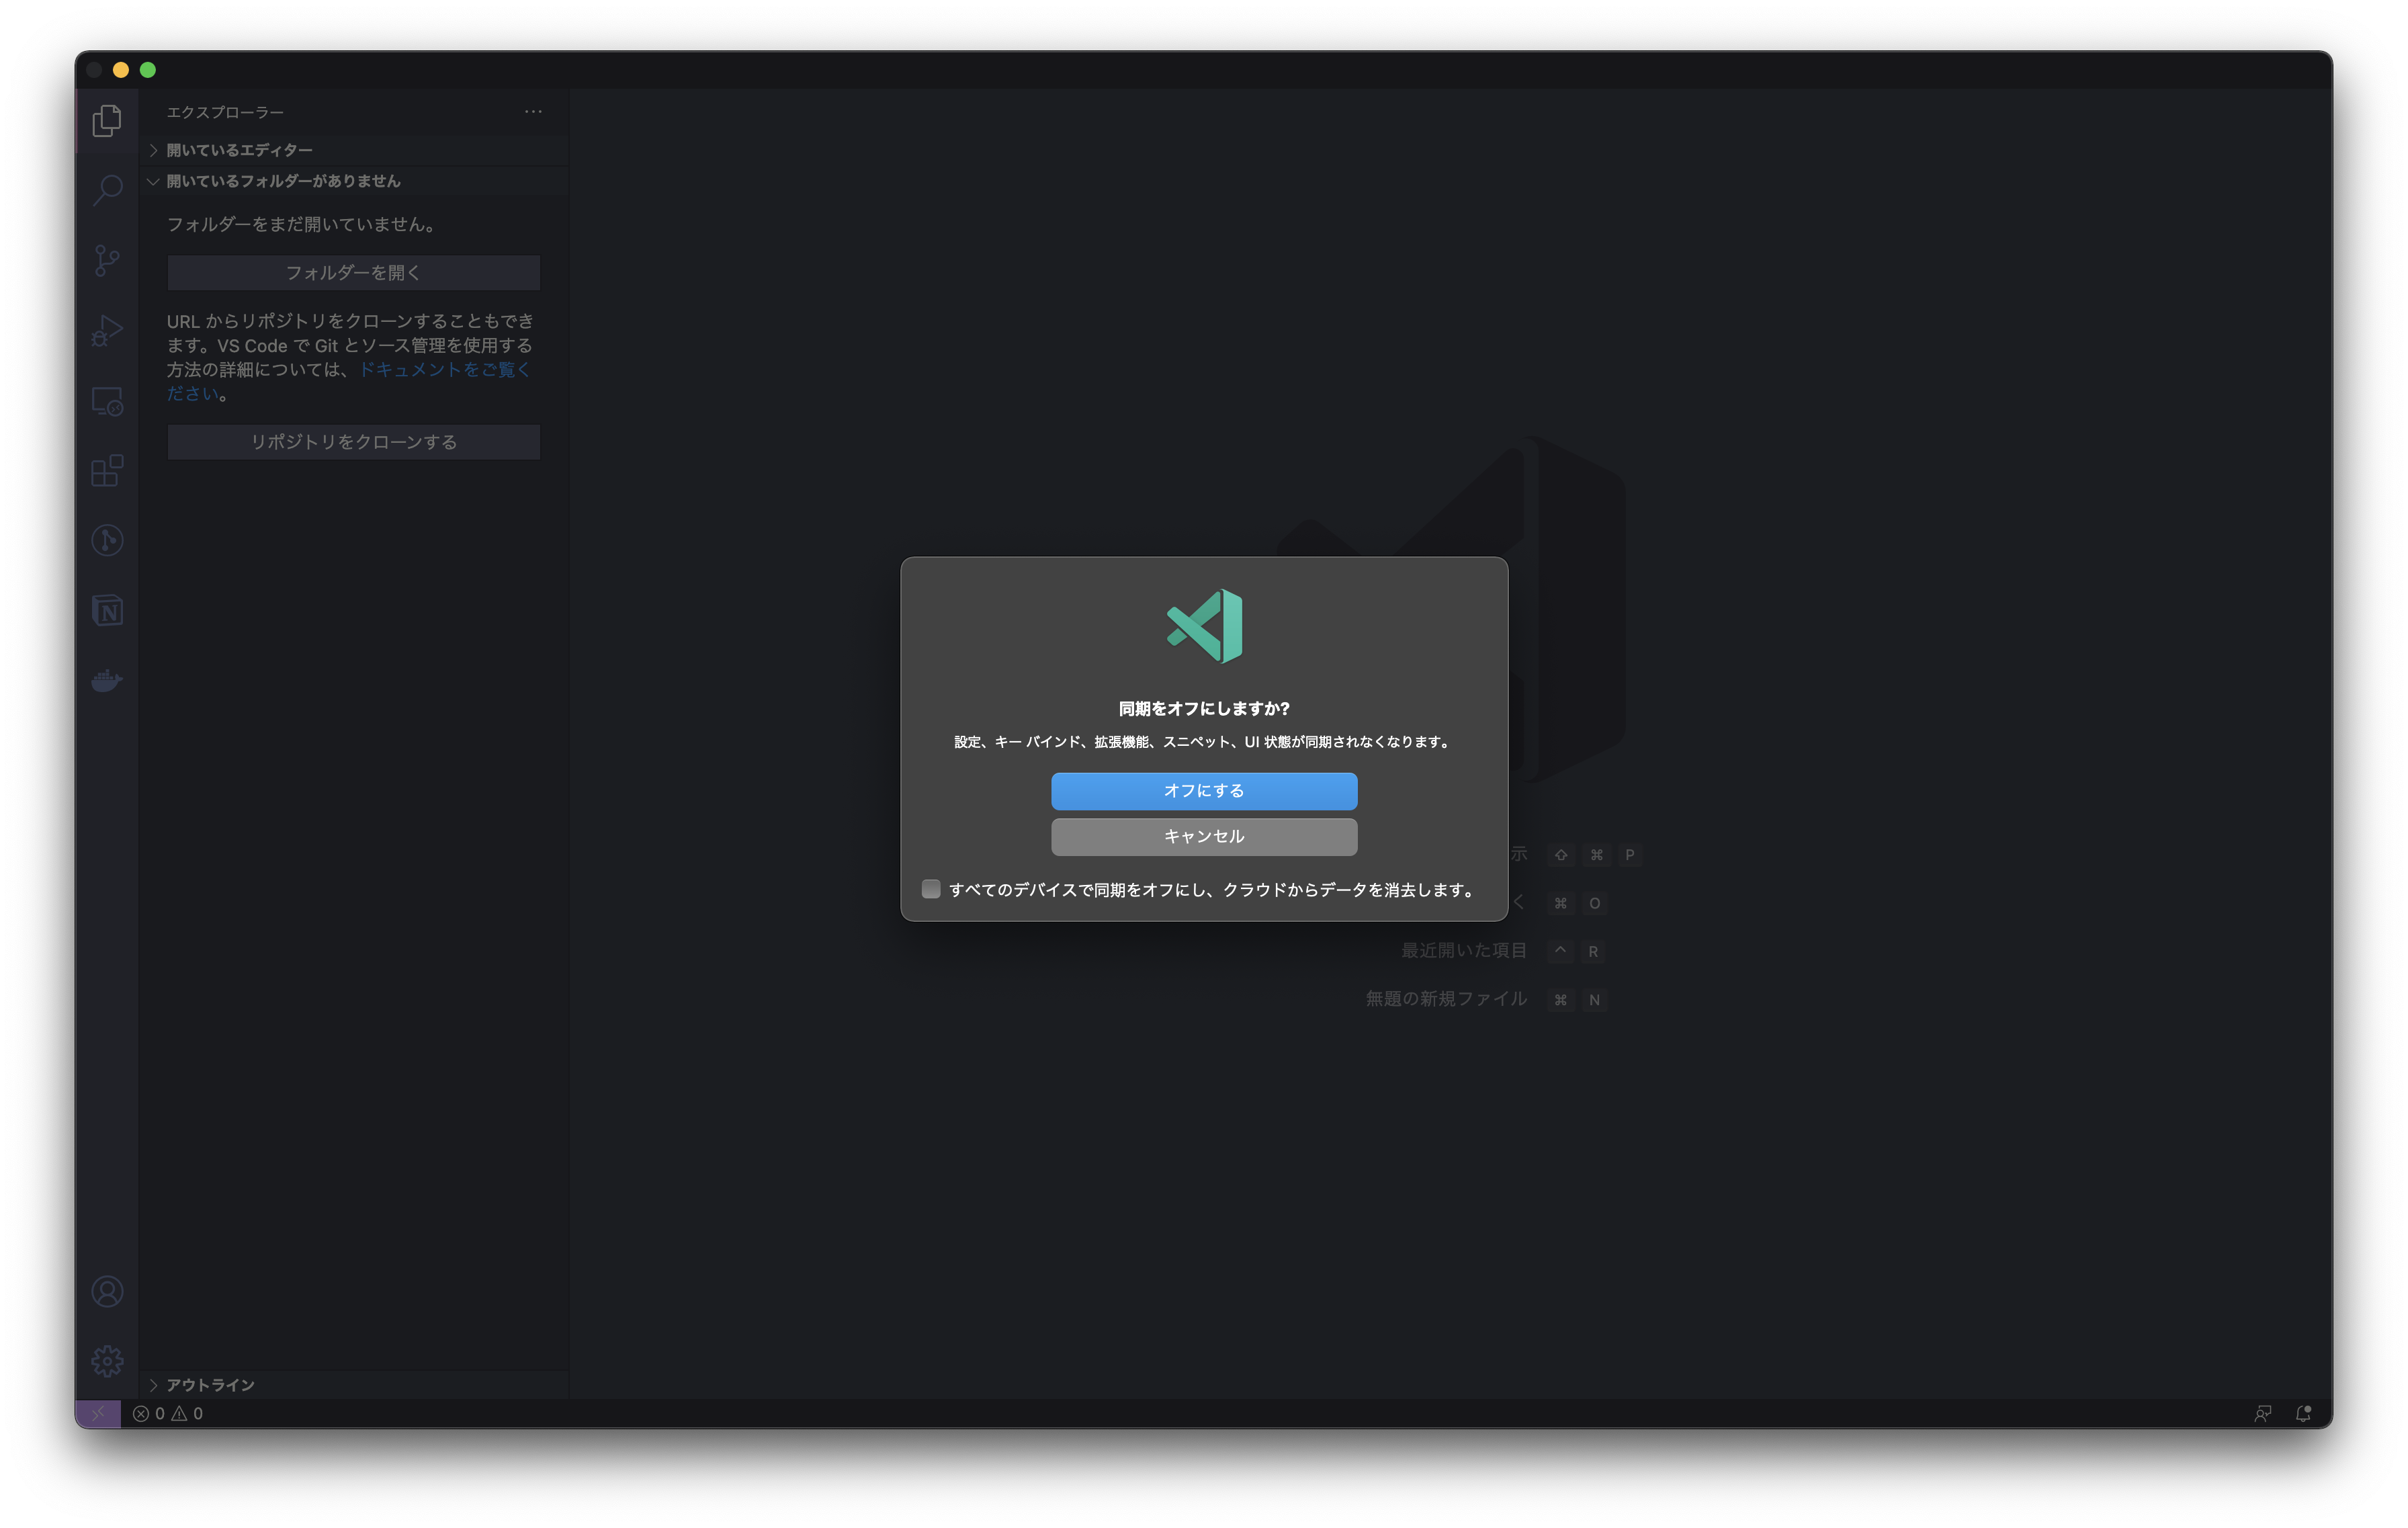 エクスプローラー
開いているエディター
開いているフォルダーがありません
フォルダーをまだ開いていません。
フォルダーを開く
URL からリポジトリをクローンすることもでき
ます。VS Code で Git とソース管理を使用する
方法の詳細については、ドキュメントをご覧く
ださい。
リポジトリをクローンする
同期をオフにしますか?
設定、キー バインド、拡張機能、スニペット、UI 状態が同期されなくなります。
オフにする
キャンセル
すべてのデバイスで同期をオフにし、クラウドからデータを消去します。
示 ⇧ ⌘ P
く ⌘ O
最近開いた項目 ^ R
無題の新規ファイル ⌘ N
N
アウトライン
0 0